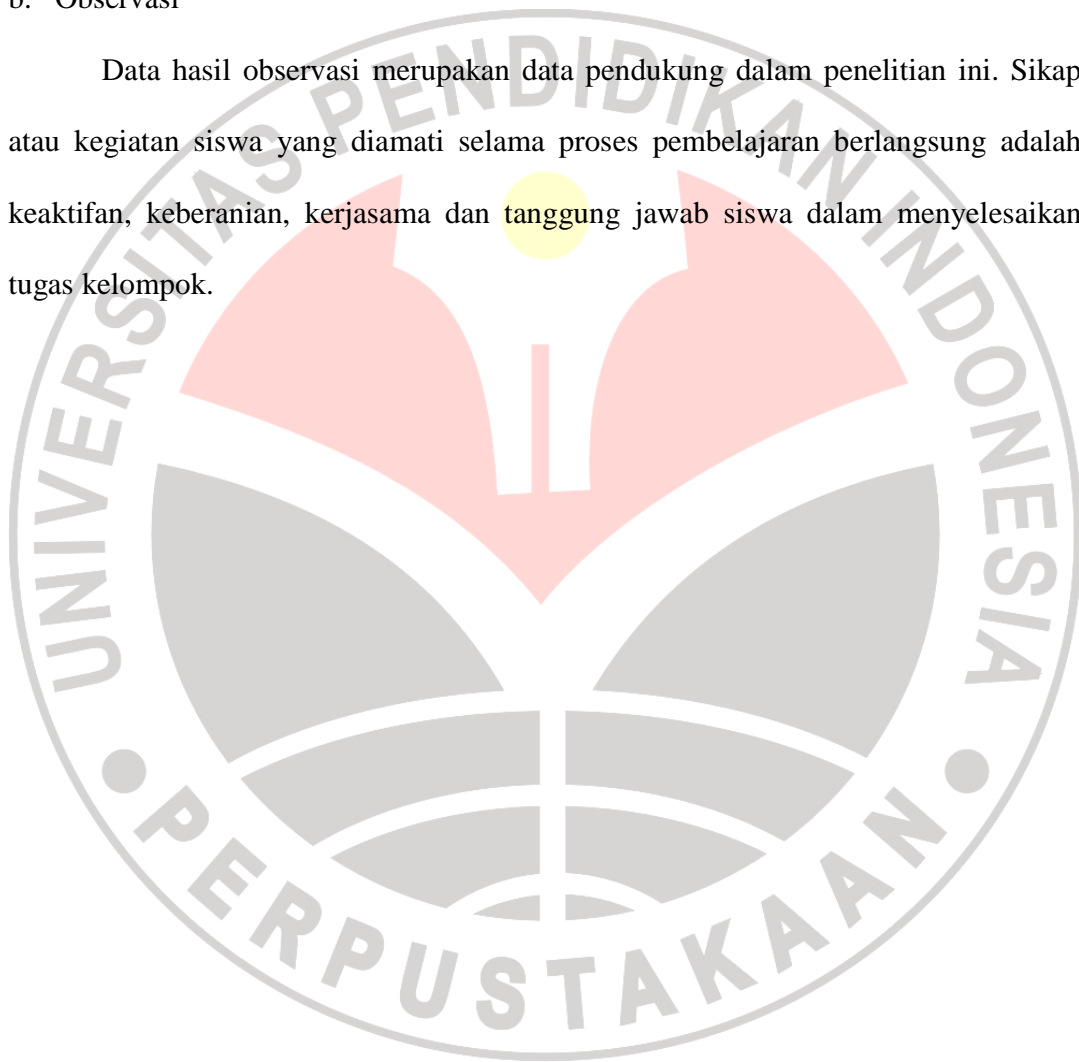 b. Observasi
Data hasil observasi merupakan data pendukung dalam penelitian ini. Sikap
atau kegiatan siswa yang diamati selama proses pembelajaran berlangsung adalah
keaktifan, keberanian, kerjasama dan tanggung jawab siswa dalam menyelesaikan
tugas kelompok.
UNIVERSITAS PENDIDIKAN INDONESIA
PERPUSTAKAAN